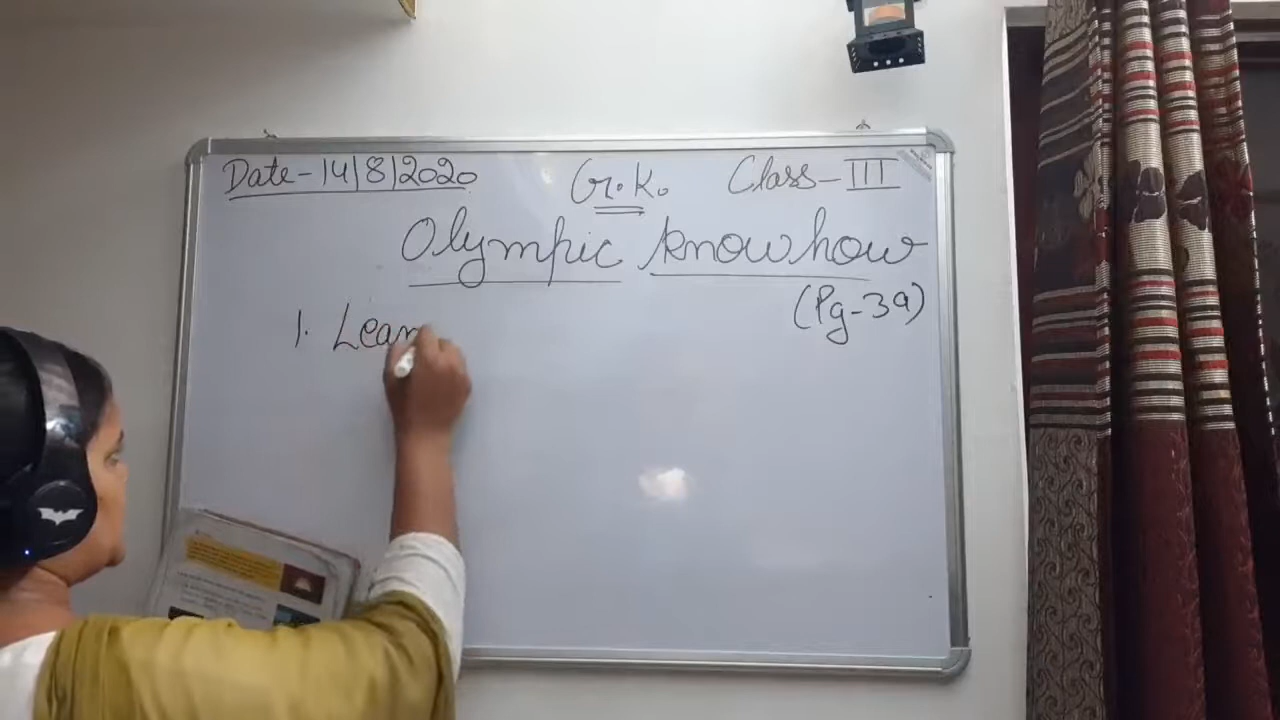 Date-14/8/2020 G.K. Class-III
Olympic knowhow
(Pg-39)
1. Lear